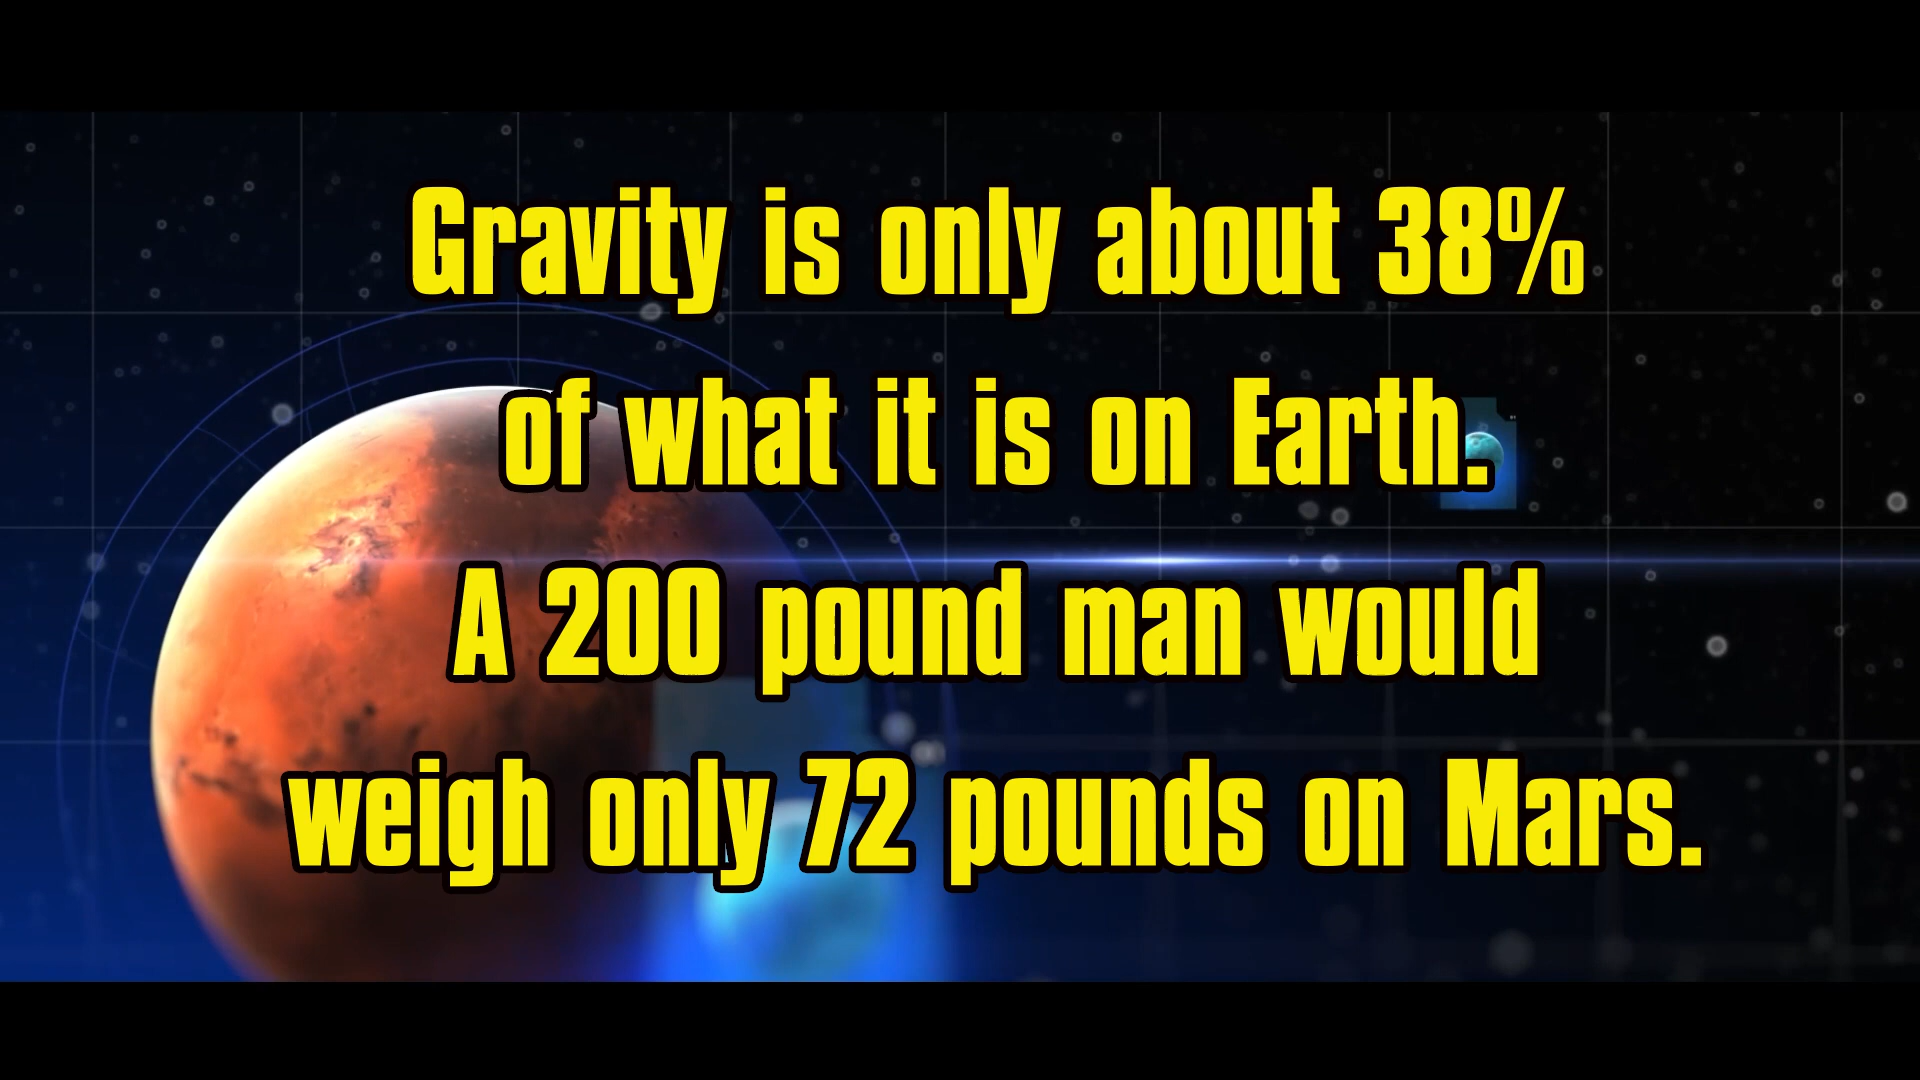 Gravity is only about 38%
of what it is on Earth.
A 200 pound man would
weigh only 72 pounds on Mars.